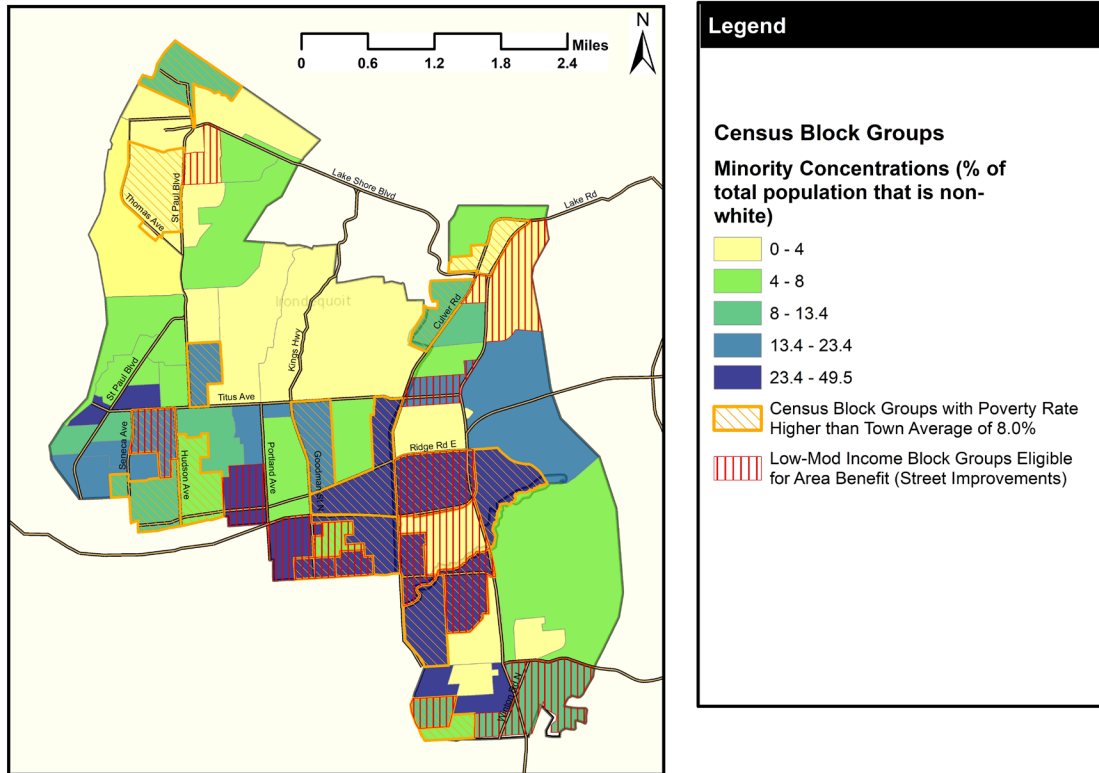 N
Miles
0 0.6 1.2 1.8 2.4
Lake Shore Blvd
Lake Rd
St Paul Blvd
Thomas Ave
Irondequoit
Culver Rd
Kings Hwy
St Paul Blvd
Titus Ave
Seneca Ave
Hudson Ave
Portland Ave
Goodman St N
Ridge Rd E
Winton Rd N
Legend
Census Block Groups
Minority Concentrations (% of
total population that is non-
white)
0 - 4
4 - 8
8 - 13.4
13.4 - 23.4
23.4 - 49.5
Census Block Groups with Poverty Rate
Higher than Town Average of 8.0%
Low-Mod Income Block Groups Eligible
for Area Benefit (Street Improvements)